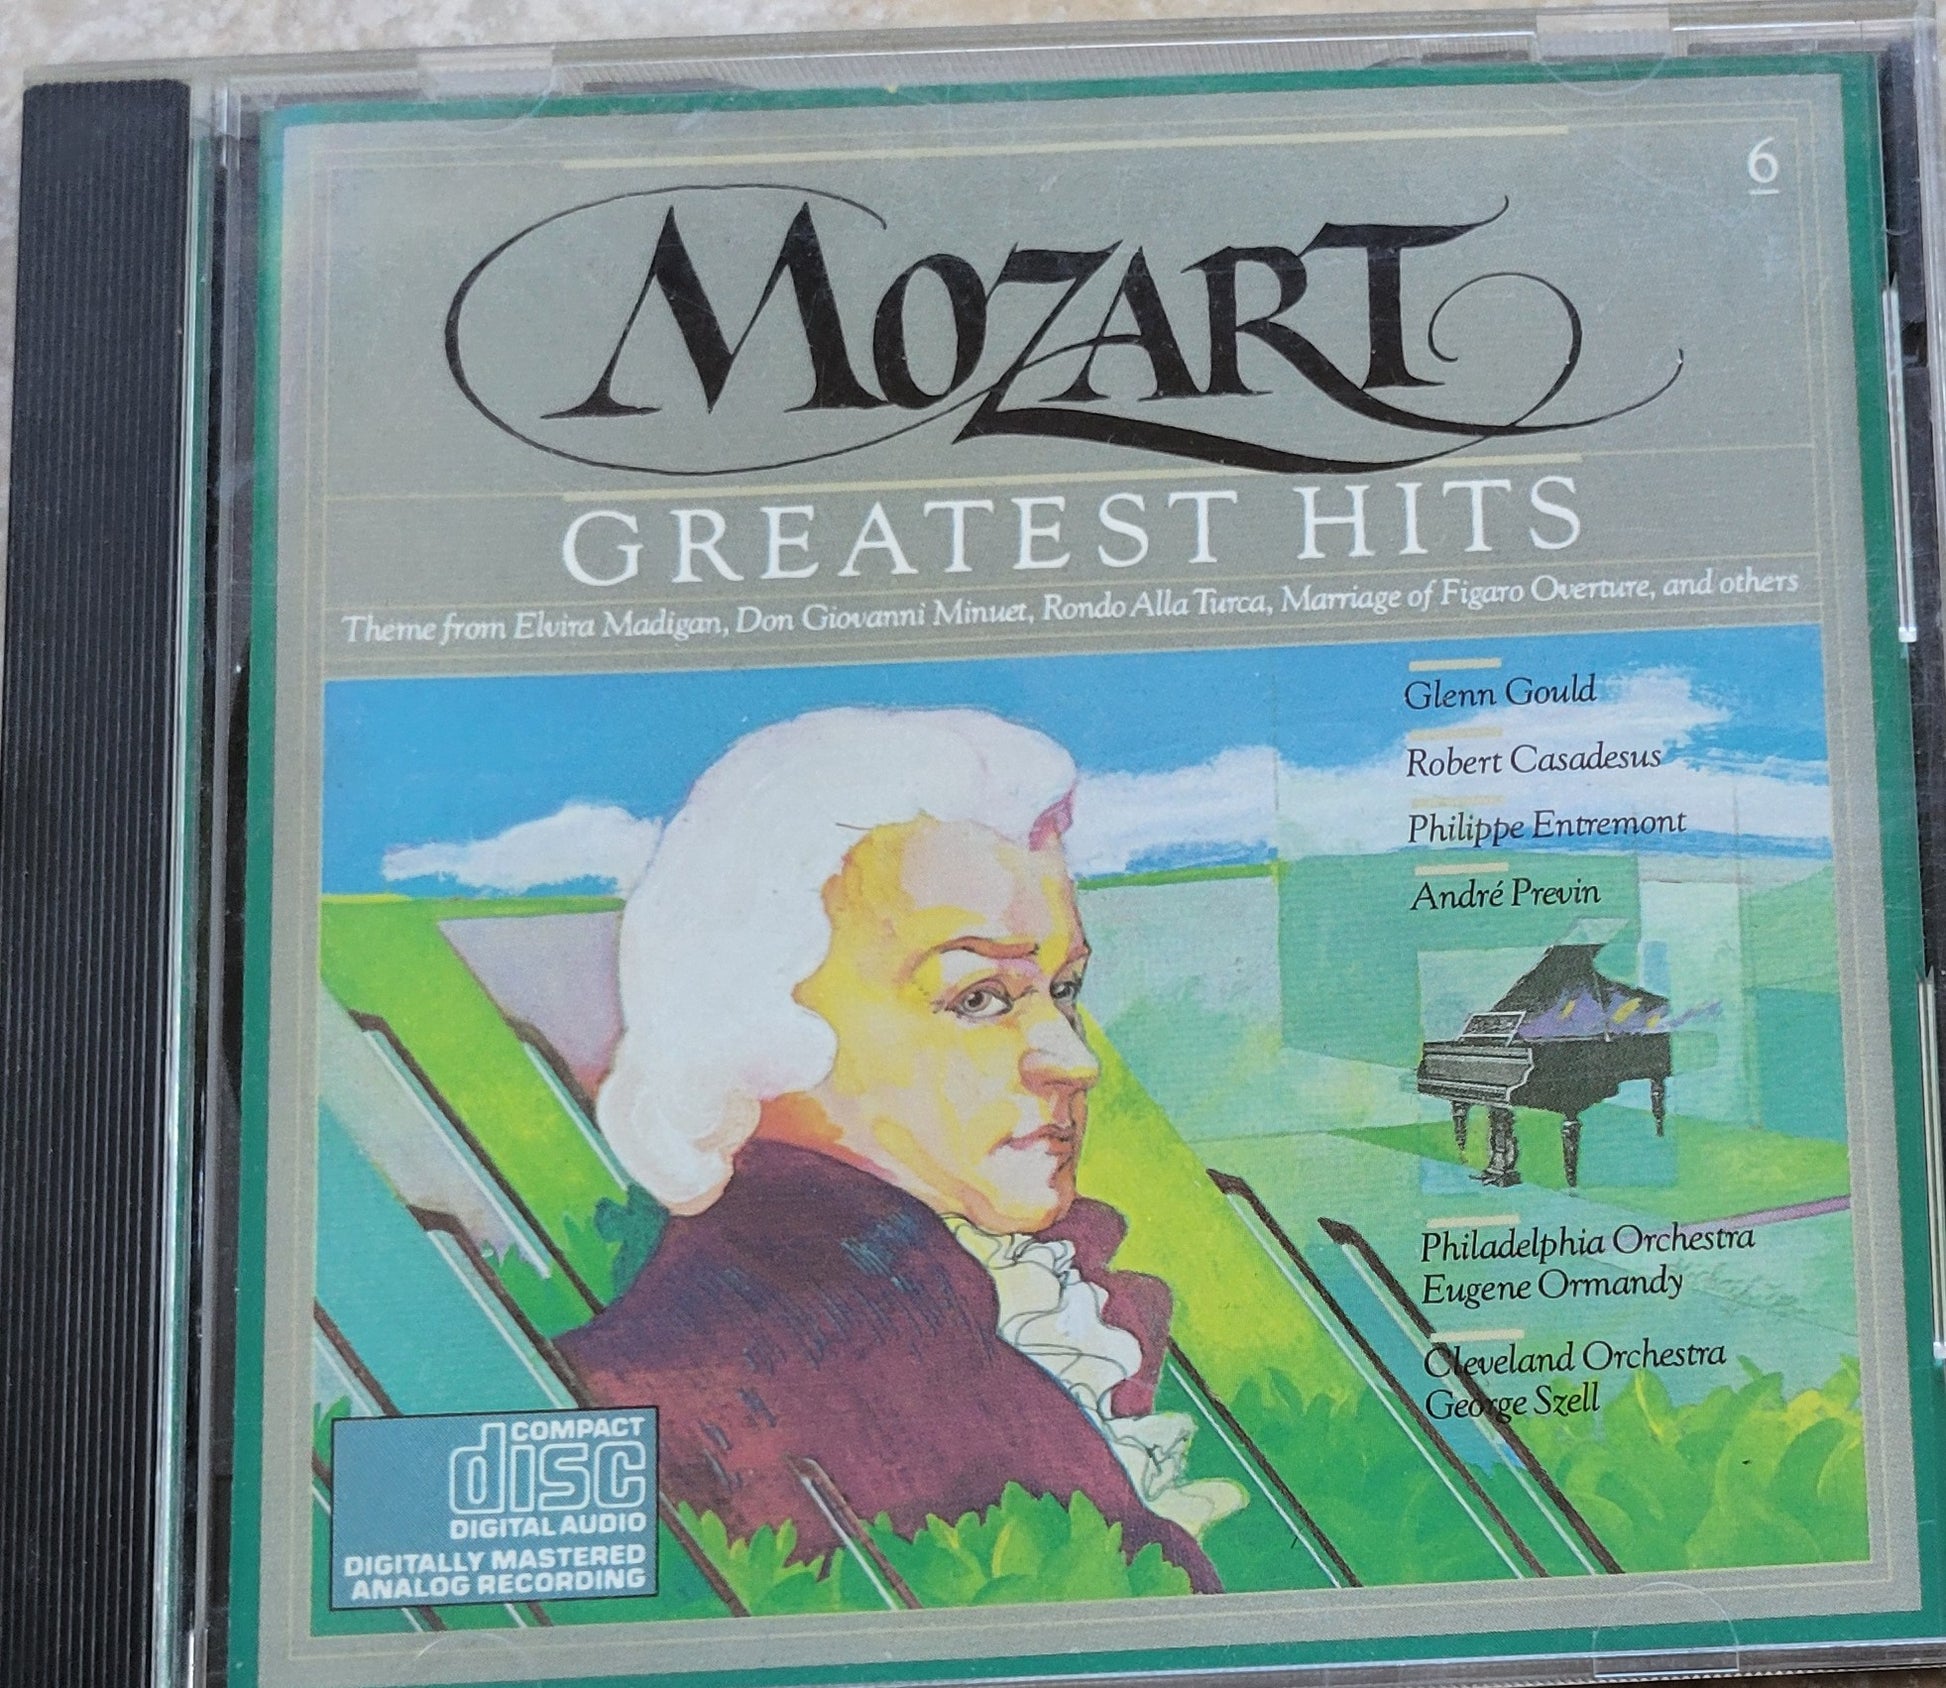 6
MOZART
GREATEST HITS
Theme from Elvira Madigan, Don Giovanni Minuet, Rondo Alla Turca, Marriage of Figaro Overture, and others
Glenn Gould
Robert Casadesus
Philippe Entremont
André Previn
Philadelphia Orchestra
Eugene Ormandy
Cleveland Orchestra
George Szell
COMPACT
disc
DIGITAL AUDIO
DIGITALLY MASTERED
ANALOG RECORDING